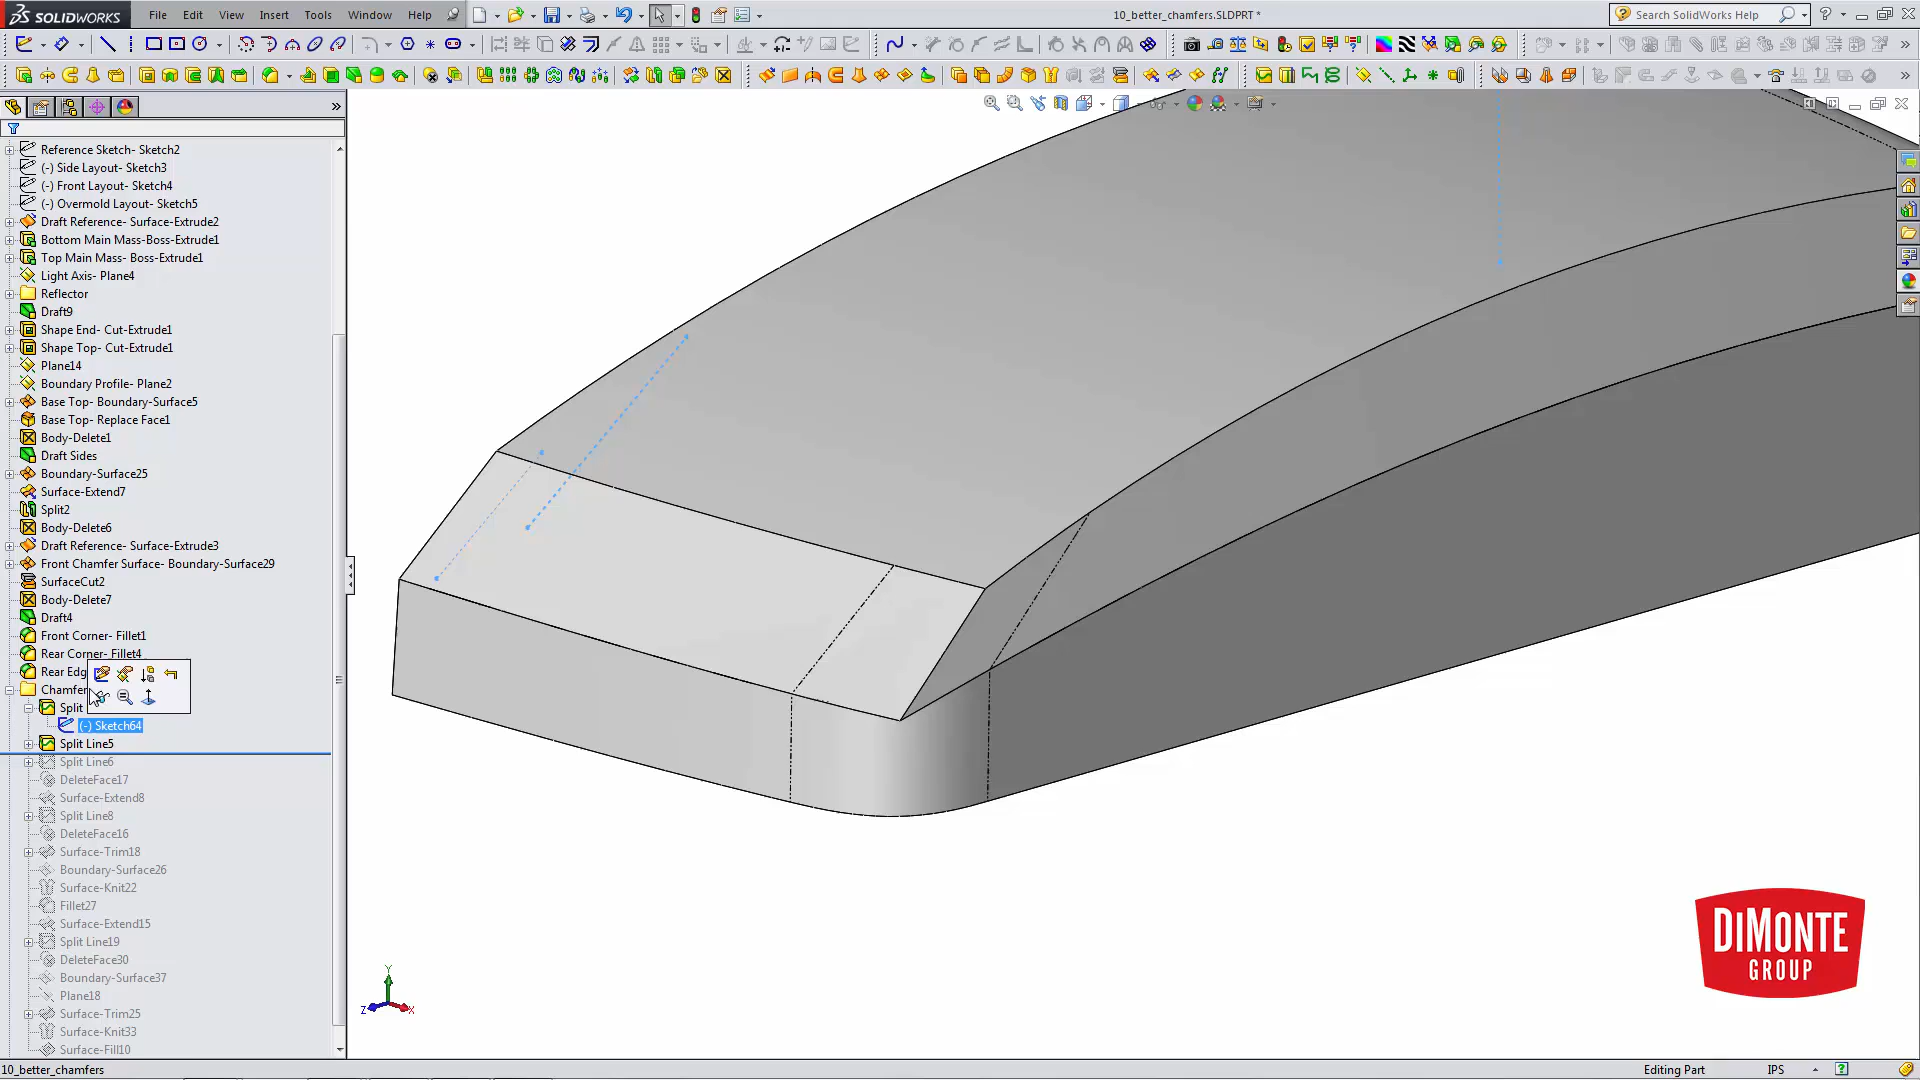 SOLIDWORKS
File
Edit
View
Insert
Tools
Window
Help
10_better_chamfers.SLDPRT *
Search SolidWorks Help
Reference Sketch- Sketch2
(-) Side Layout- Sketch3
(-) Front Layout- Sketch4
(-) Overmold Layout- Sketch5
Draft Reference- Surface-Extrude2
Bottom Main Mass-Boss-Extrude1
Top Main Mass- Boss-Extrude1
Light Axis- Plane4
Reflector
Draft9
Shape End- Cut-Extrude1
Shape Top- Cut-Extrude1
Plane14
Boundary Profile- Plane2
Base Top- Boundary-Surface5
Base Top- Replace Face1
Body-Delete1
Draft Sides
Boundary-Surface25
Surface-Extend7
Split2
Body-Delete6
Draft Reference- Surface-Extrude3
Front Chamfer Surface- Boundary-Surface29
SurfaceCut2
Body-Delete7
Draft4
Front Corner- Fillet1
Rear Corner- Fillet4
Rear Edg
Chamfer
Split
(-) Sketch64
Split Line5
Split Line6
DeleteFace17
Surface-Extend8
Split Line8
DeleteFace16
Surface-Trim18
Boundary-Surface26
Surface-Knit22
Fillet27
Surface-Extend15
Split Line19
DeleteFace30
Boundary-Surface37
Plane18
Surface-Trim25
Surface-Knit33
Surface-Fill10
Y
Z
X
DIMONTE
GROUP
10_better_chamfers
Editing Part
IPS